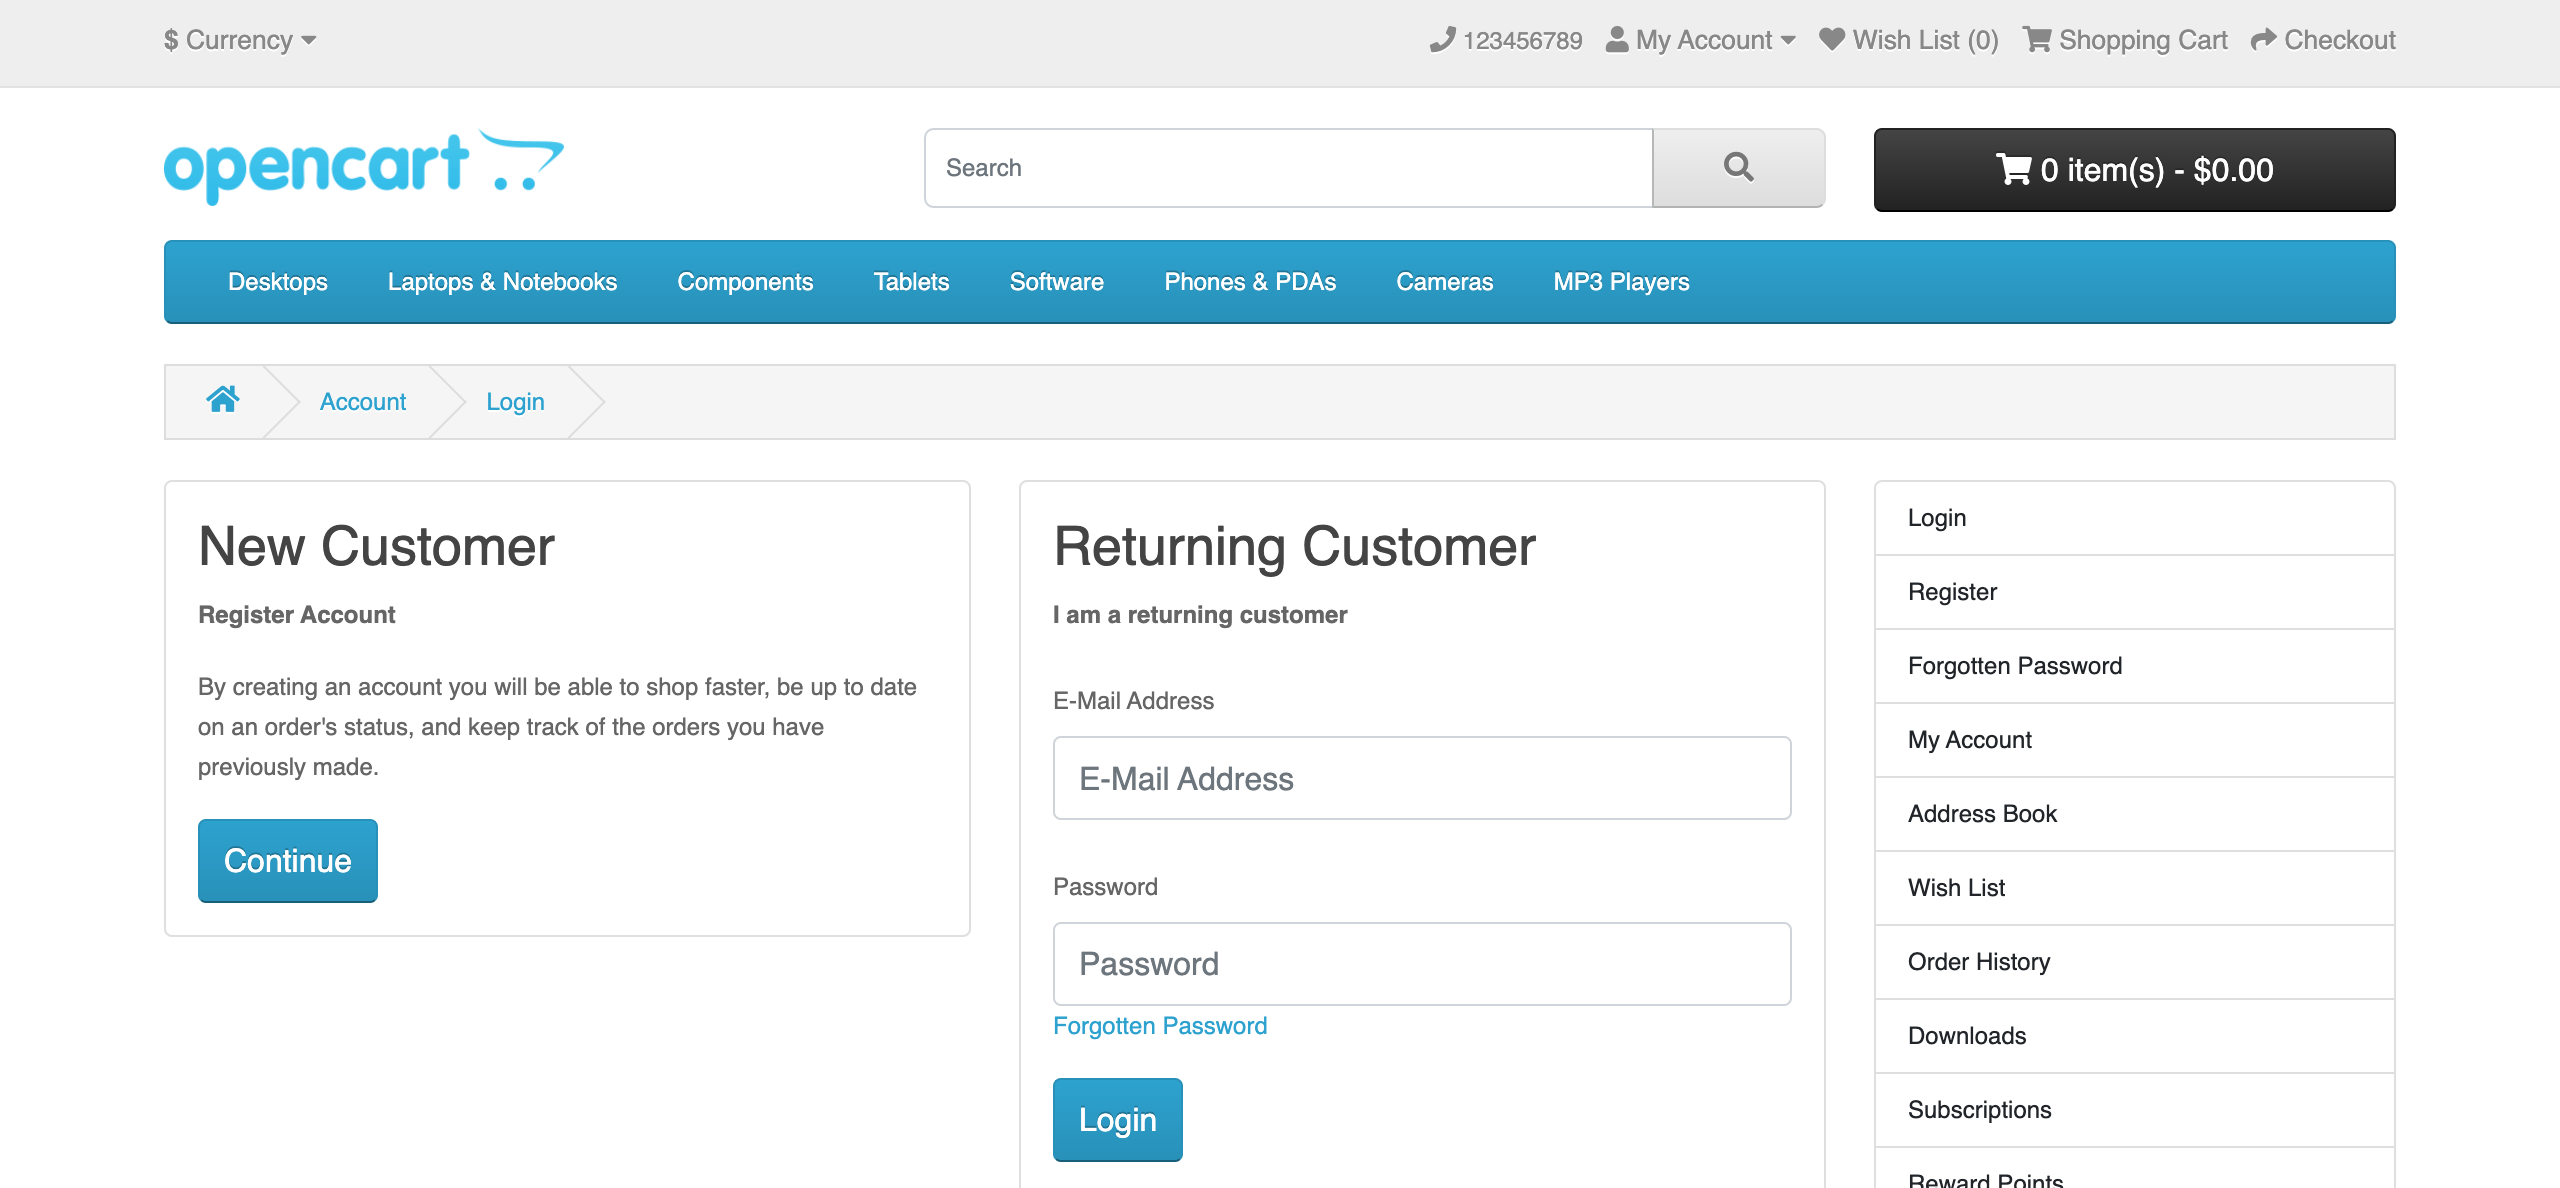 $ Currency
123456789 My Account Wish List (0) Shopping Cart Checkout
opencart
Search
0 item(s) - $0.00
Desktops Laptops & Notebooks Components Tablets Software Phones & PDAs Cameras MP3 Players
Account Login
New Customer
Register Account
By creating an account you will be able to shop faster, be up to date
on an order's status, and keep track of the orders you have
previously made.
Continue
Returning Customer
I am a returning customer
E-Mail Address
E-Mail Address
Password
Password
Forgotten Password
Login
Login
Register
Forgotten Password
My Account
Address Book
Wish List
Order History
Downloads
Subscriptions
Reward Points